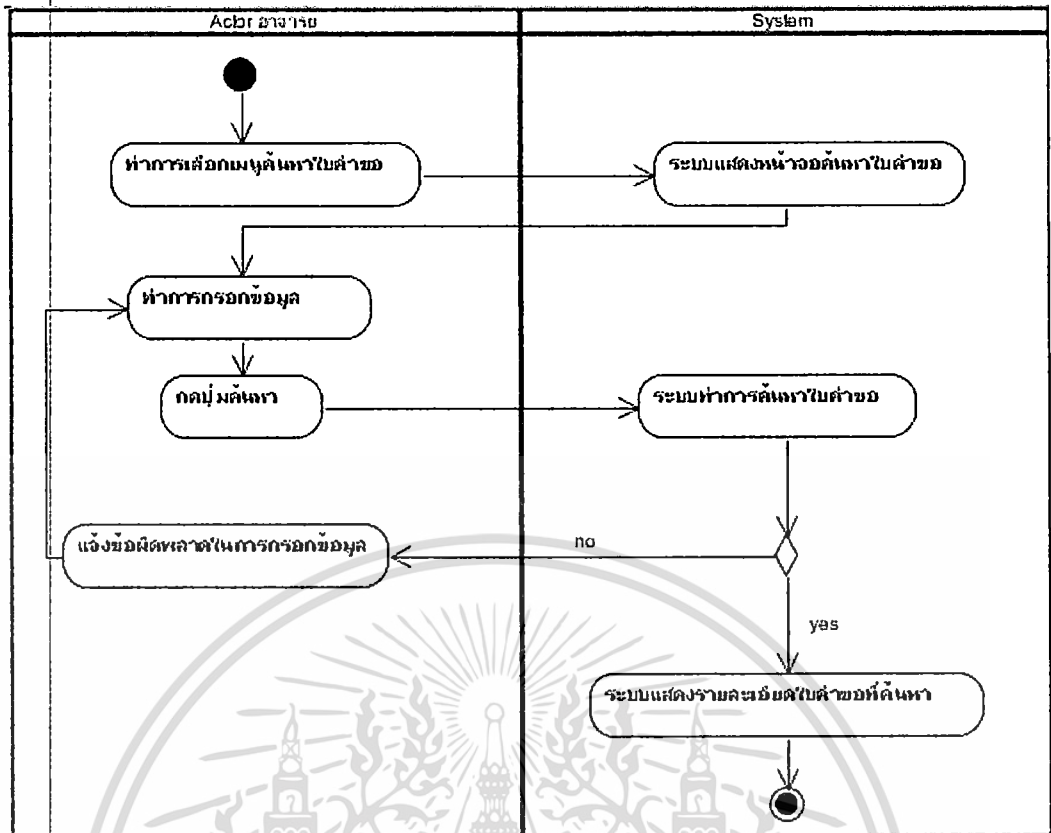 Actor อาจารย์
System
ทำการเลือกเมนูค้นหาใบคำขอ
ระบบแสดงหน้าจอค้นหาใบคำขอ
ทำการกรอกข้อมูล
กดปุ่มค้นหา
ระบบทำการค้นหาใบคำขอ
แจ้งข้อผิดพลาดในการกรอกข้อมูล
no
yes
ระบบแสดงรายละเอียดใบคำขอที่ค้นหา